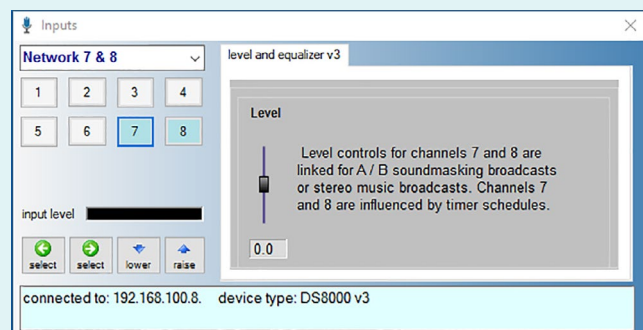 Inputs
Network 7 & 8
1 2 3 4
5 6 7 8
input level
select select lower raise
level and equalizer v3
Level
Level controls for channels 7 and 8 are
linked for A / B soundmasking broadcasts
or stereo music broadcasts. Channels 7
and 8 are influenced by timer schedules.
0.0
connected to: 192.168.100.8. device type: DS8000 v3